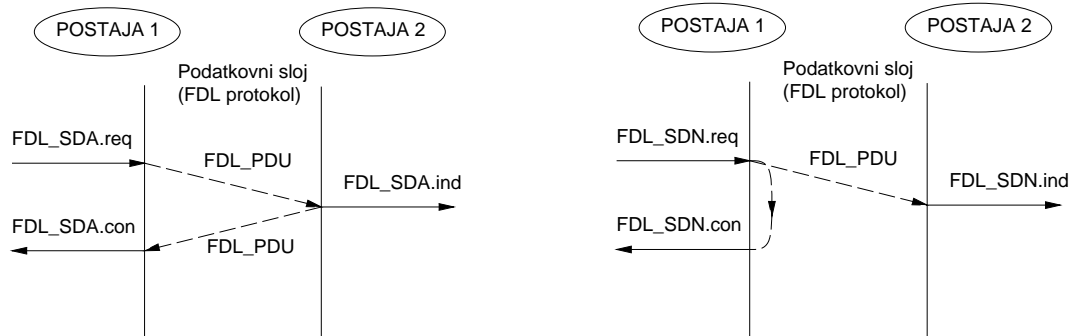 POSTAJA 1
POSTAJA 2
Podatkovni sloj
(FDL protokol)
FDL_SDA.req
FDL_PDU
FDL_SDA.ind
FDL_SDA.con
FDL_PDU
POSTAJA 1
POSTAJA 2
Podatkovni sloj
(FDL protokol)
FDL_SDN.req
FDL_PDU
FDL_SDN.ind
FDL_SDN.con